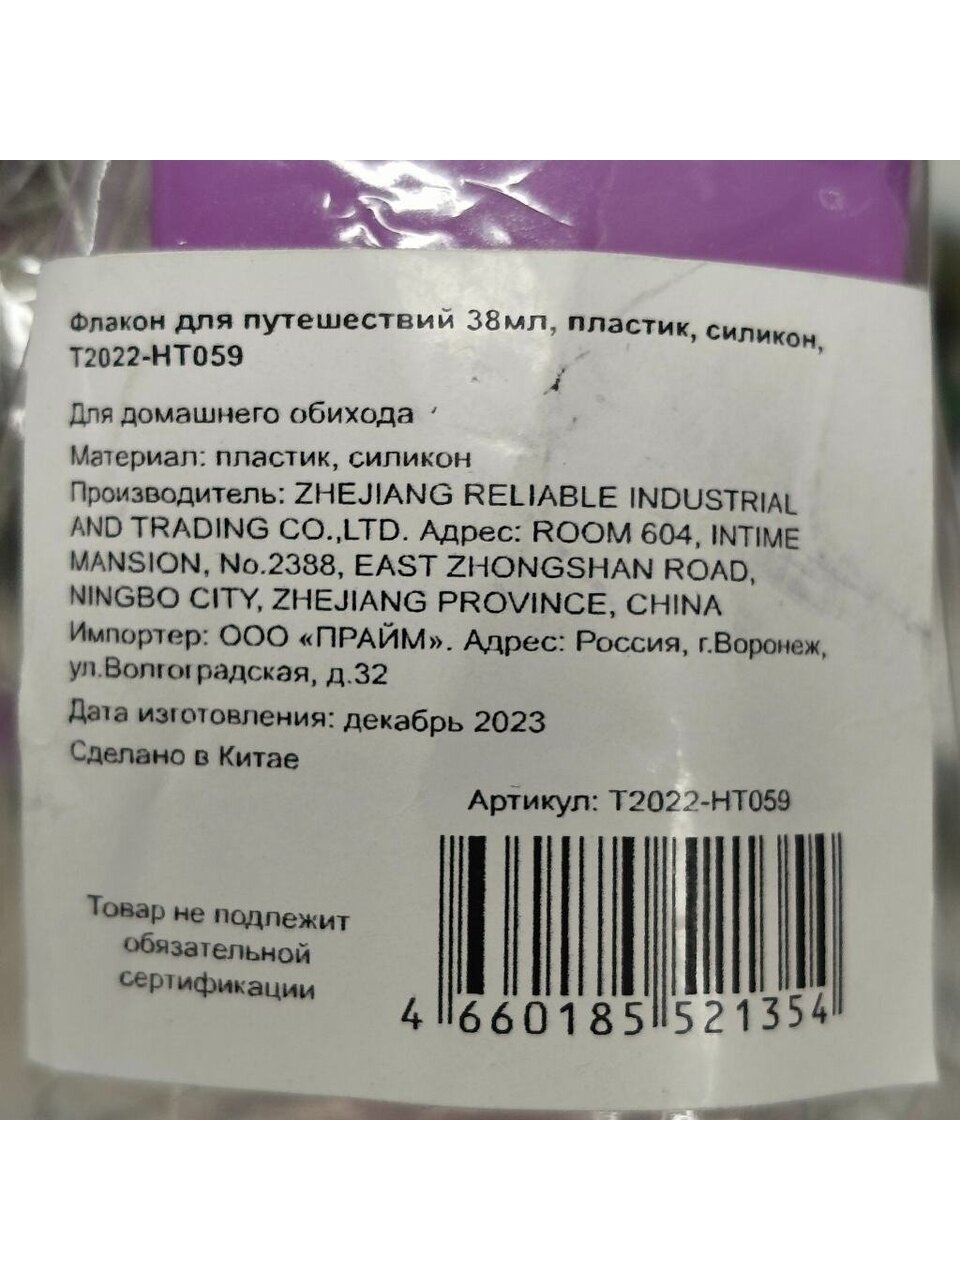 Флакон для путешествий 38мл, пластик, силикон,
T2022-HT059
Для домашнего обихода
Материал: пластик, силикон
Производитель: ZHEJIANG RELIABLE INDUSTRIAL
AND TRADING CO.,LTD. Адрес: ROOM 604, INTIME
MANSION, No.2388, EAST ZHONGSHAN ROAD,
NINGBO CITY, ZHEJIANG PROVINCE, CHINA
Импортер: ООО «ПРАЙМ». Адрес: Россия, г.Воронеж,
ул.Волгоградская, д.32
Дата изготовления: декабрь 2023
Сделано в Китае
Артикул: T2022-HT059
Товар не подлежит
обязательной
сертификации
4 660185 521354